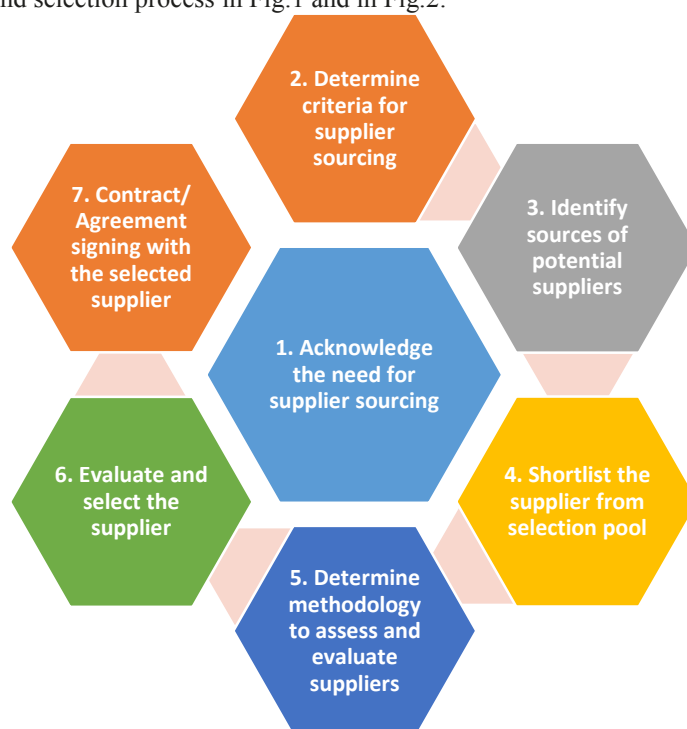 nd selection process in Fig.1 and in Fig.2.
2. Determine
criteria for
supplier
sourcing
7. Contract/
Agreement
signing with
the selected
supplier
3. Identify
sources of
potential
suppliers
1. Acknowledge
the need for
supplier sourcing
6. Evaluate and
select the
supplier
4. Shortlist the
supplier from
selection pool
5. Determine
methodology
to assess and
evaluate
suppliers